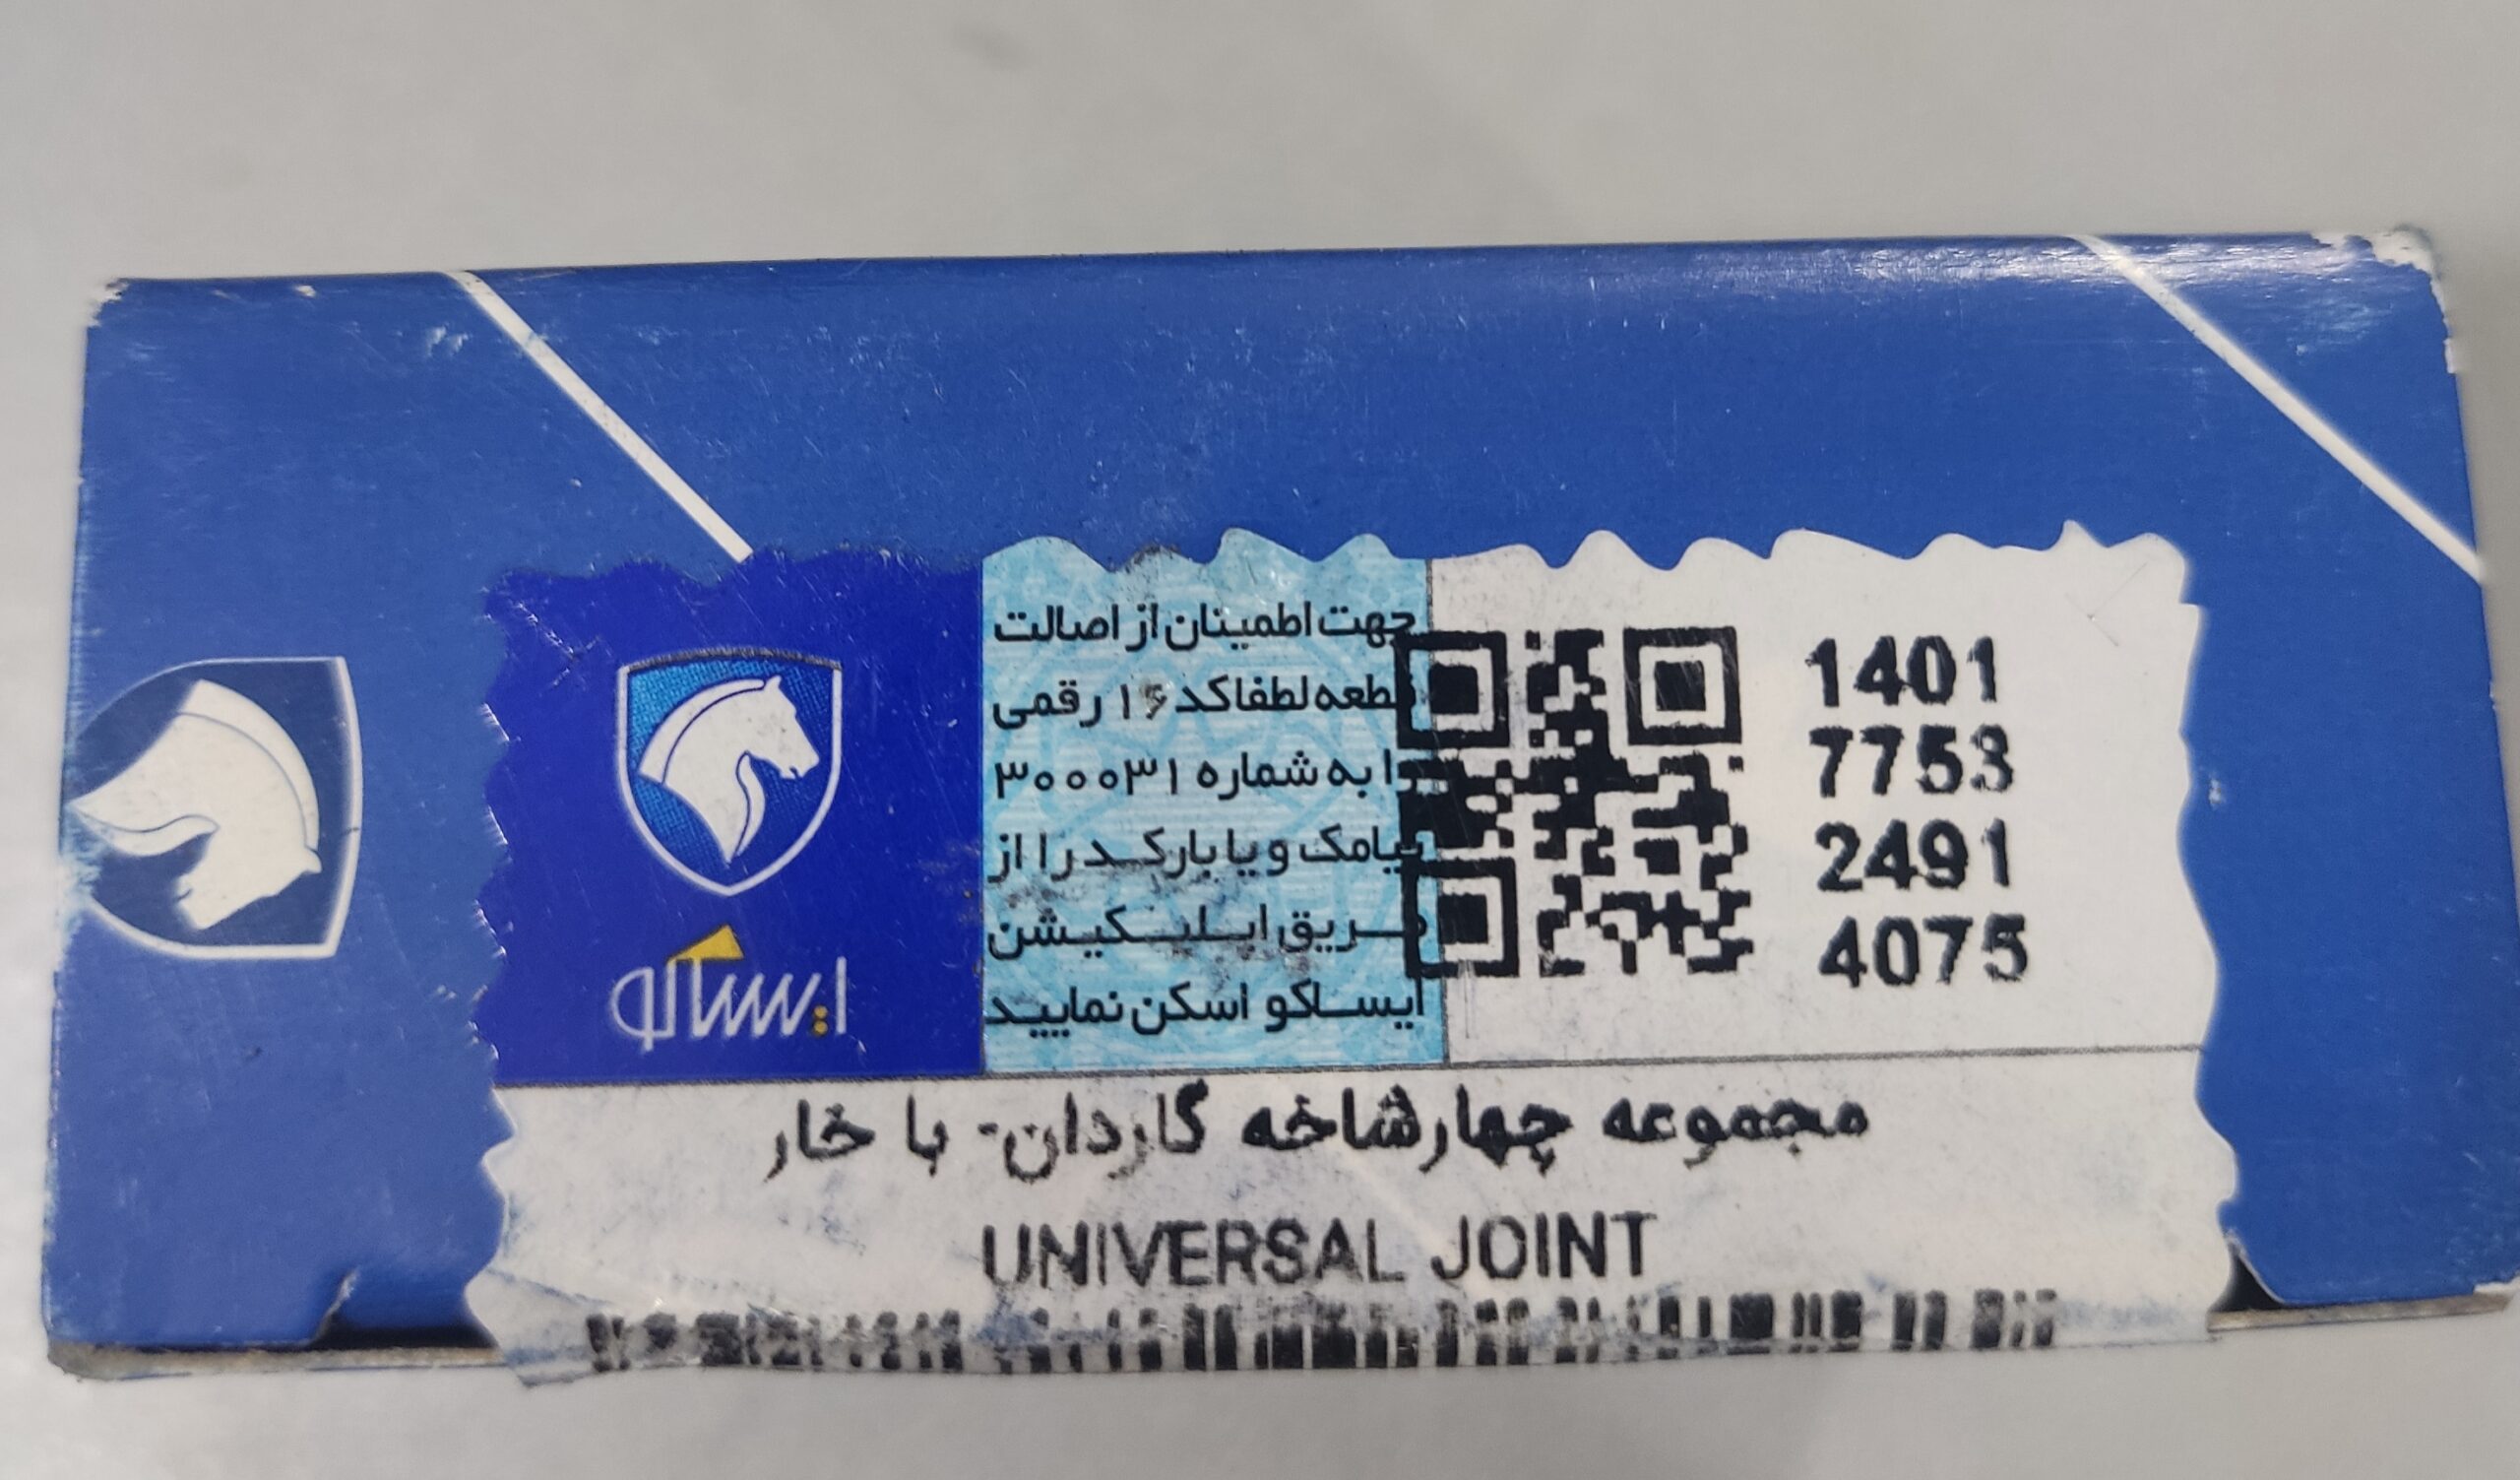 جهت اطمینان از اصالت
قطعه لطفا کد ۱۶ رقمی
را به شماره ۳۰۰۰۳۱
پیامک و یا بارکد را از
طریق اپلیکیشن
ایساکو اسکن نمایید
1401
7753
2491
4075
ایساکو
مجموعه چهارشاخه گاردان- با خار
UNIVERSAL JOINT